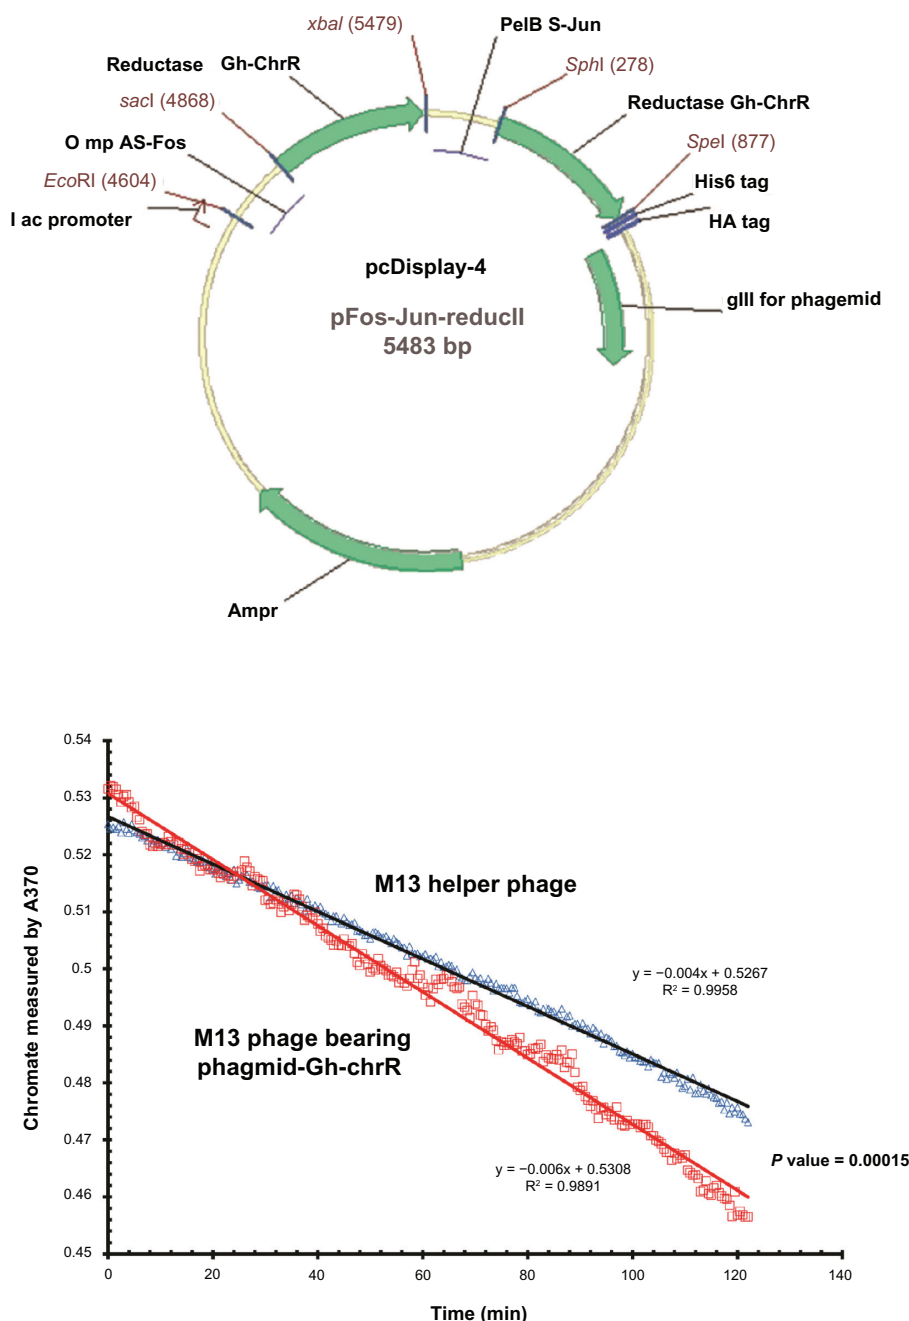 xbaI (5479)
PelB S-Jun
Reductase Gh-ChrR
SphI (278)
sacI (4868)
Reductase Gh-ChrR
O mp AS-Fos
SpeI (877)
EcoRI (4604)
His6 tag
l ac promoter
HA tag
pcDisplay-4
gIII for phagemid
pFos-Jun-reducII
5483 bp
Ampr
0.54
0.53
0.52
0.51
0.5
0.49
0.48
0.47
0.46
0.45
Chromate measured by A370
M13 helper phage
y = −0.004x + 0.5267
R² = 0.9958
M13 phage bearing
phagmid-Gh-chrR
y = −0.006x + 0.5308
R² = 0.9891
P value = 0.00015
0 20 40 60 80 100 120 140
Time (min)